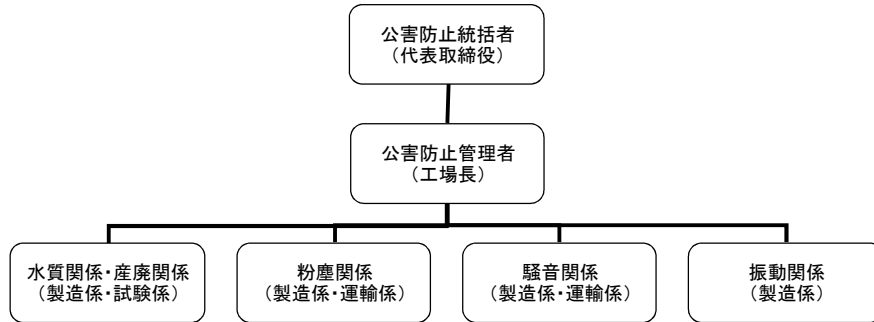 公害防止統括者
（代表取締役）
公害防止管理者
（工場長）
水質関係・産廃関係
（製造係・試験係）
粉塵関係
（製造係・運輸係）
騒音関係
（製造係・運輸係）
振動関係
（製造係）